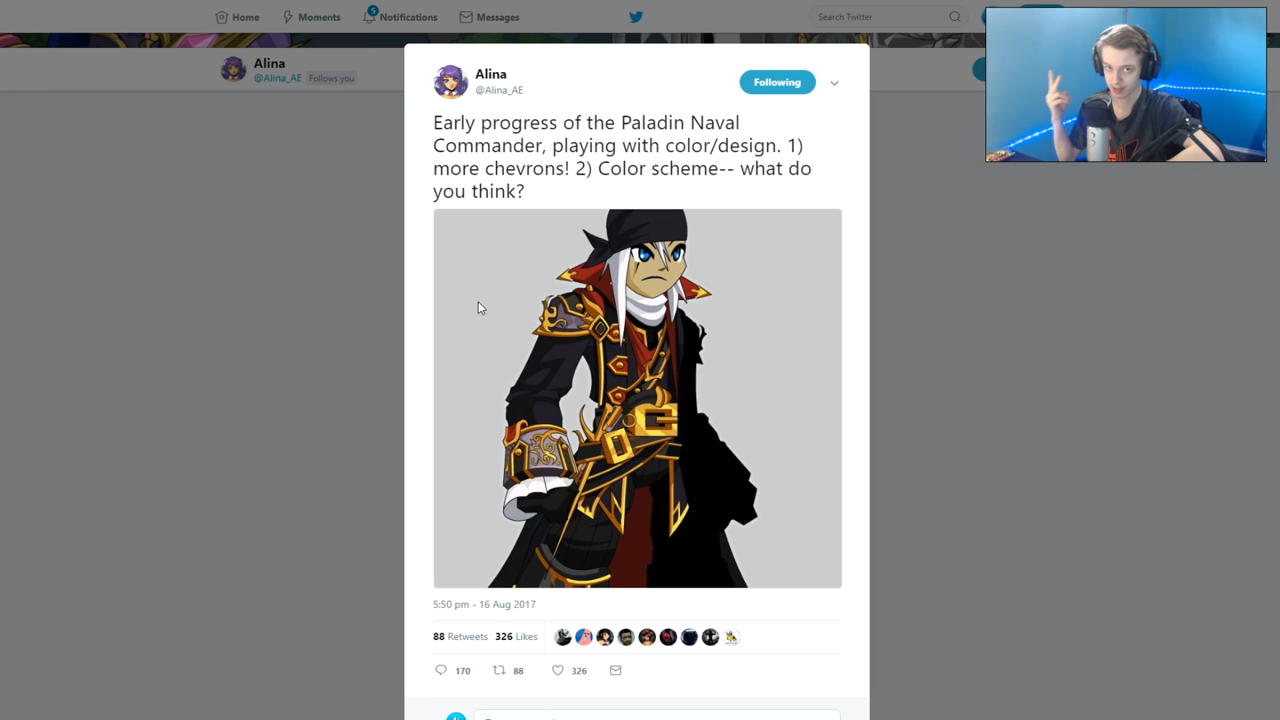 Home
Moments
5
Notifications
Messages
Search Twitter
Alina
@Alina_AE Follows you
Alina
@Alina_AE
Following
Early progress of the Paladin Naval
Commander, playing with color/design. 1)
more chevrons! 2) Color scheme-- what do
you think?
5:50 pm - 16 Aug 2017
88 Retweets 326 Likes
170
88
326